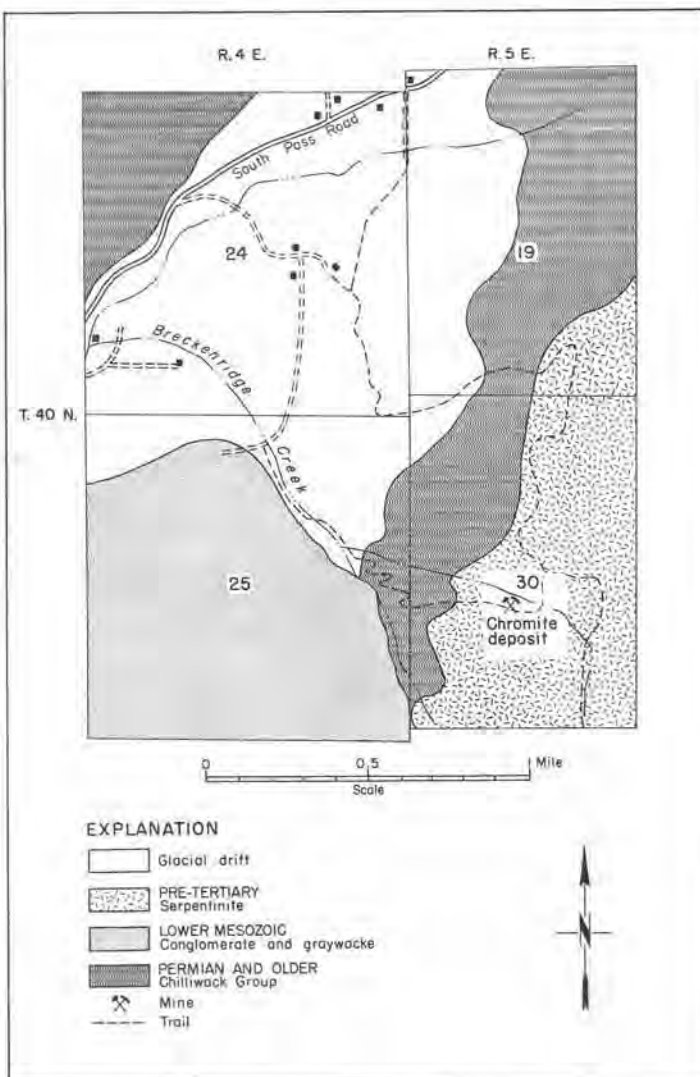 R. 4 E.
R. 5 E.
South Pass Road
24
19
Breckenridge
Creek
T. 40 N.
25
30
Chromite
deposit
0
0.5
1
Mile
Scale
EXPLANATION
Glacial drift
PRE-TERTIARY
Serpentinite
LOWER MESOZOIC
Conglomerate and graywacke
PERMIAN AND OLDER
Chilliwack Group
Mine
Trail
N